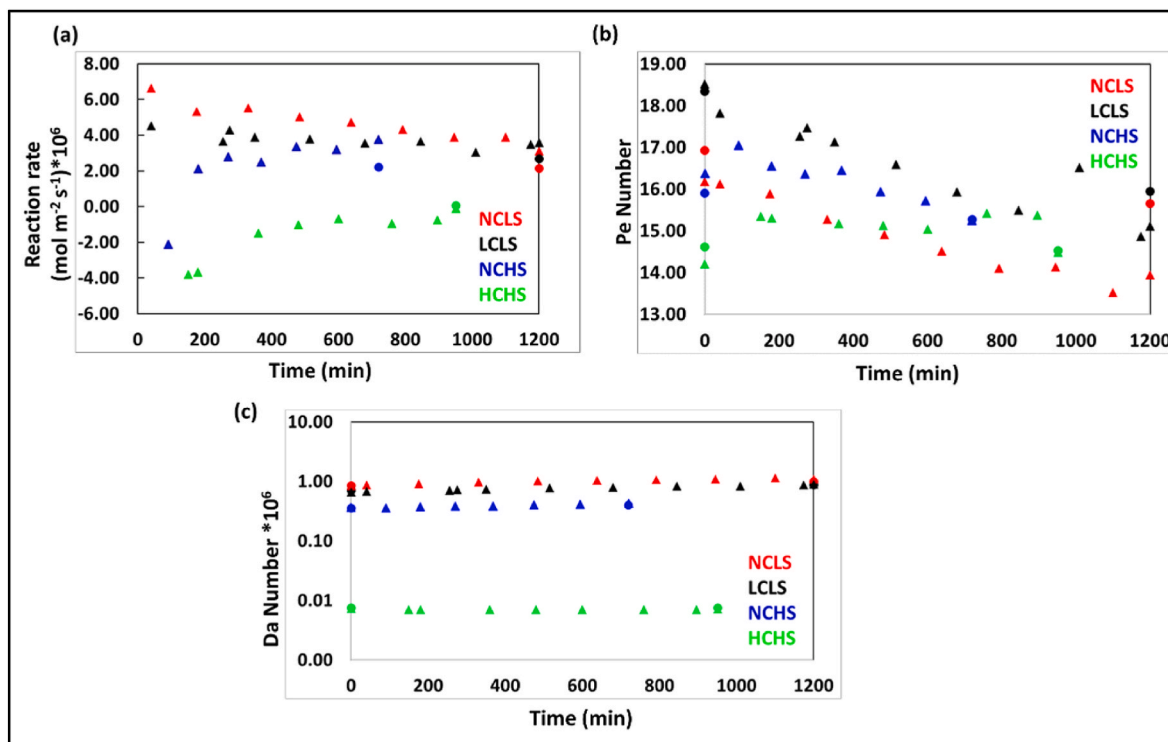 (a)
8.00
6.00
4.00
2.00
0.00
-2.00
-4.00
-6.00
Reaction rate
(mol m⁻² s⁻¹)*10⁶
0 200 400 600 800 1000 1200
Time (min)
NCLS
LCLS
NCHS
HCHS
(b)
19.00
18.00
17.00
16.00
15.00
14.00
13.00
Pe Number
0 200 400 600 800 1000 1200
Time (min)
NCLS
LCLS
NCHS
HCHS
(c)
10.00
1.00
0.10
0.01
0.00
Da Number *10⁶
0 200 400 600 800 1000 1200
Time (min)
NCLS
LCLS
NCHS
HCHS